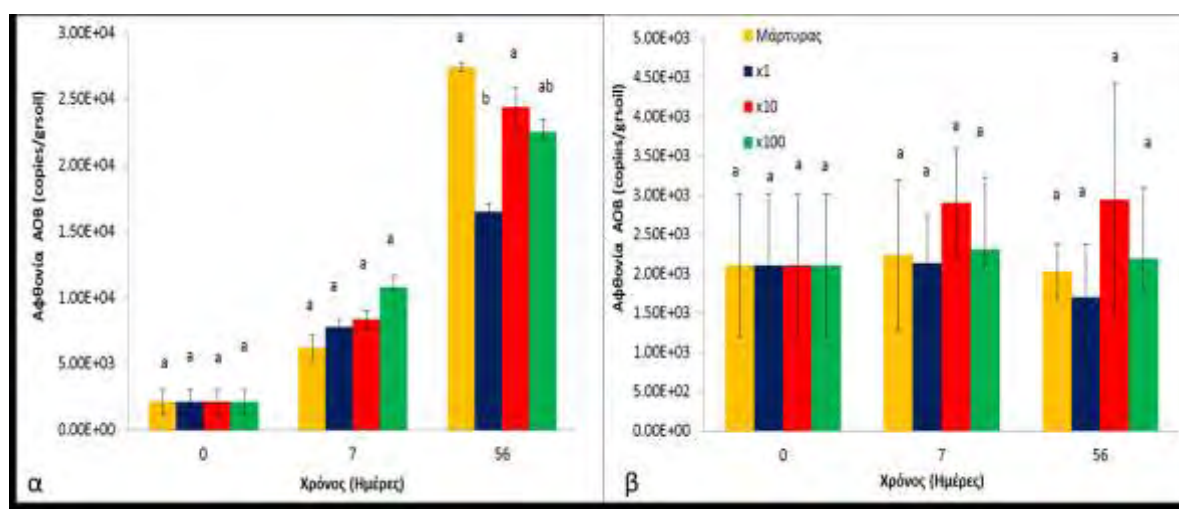 Αφθονία ΑΟΒ (copies/grsoil)
3.00E+04
2.50E+04
2.00E+04
1.50E+04
1.00E+04
5.00E+03
0.00E+00
a a a a
a a a a
a b a ab
0 7 56
Χρόνος (Ημέρες)
α
Αφθονία ΑΟΒ (copies/grsoil)
5.00E+03
4.50E+03
4.00E+03
3.50E+03
3.00E+03
2.50E+03
2.00E+03
1.50E+03
1.00E+03
5.00E+02
0.00E+00
Μάρτυρας
x1
x10
x100
a a a a
a a a a
a a a a
0 7 56
Χρόνος (Ημέρες)
β